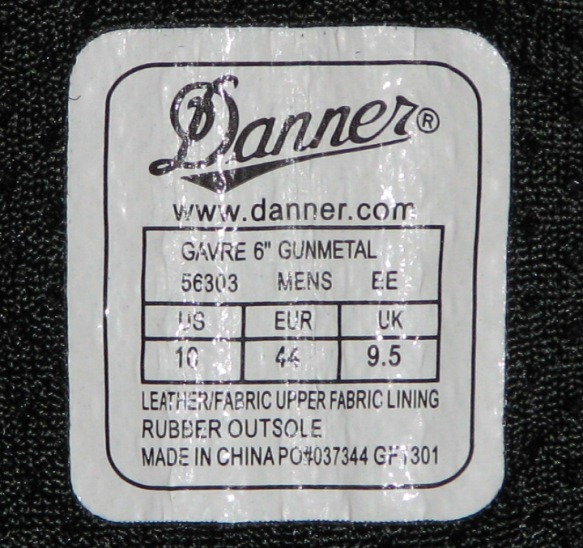 Danner®
www.danner.com
GAVRE 6" GUNMETAL
56303 MENS EE
US EUR UK
10 44 9.5
LEATHER/FABRIC UPPER FABRIC LINING
RUBBER OUTSOLE
MADE IN CHINA PO#037344 GF1301